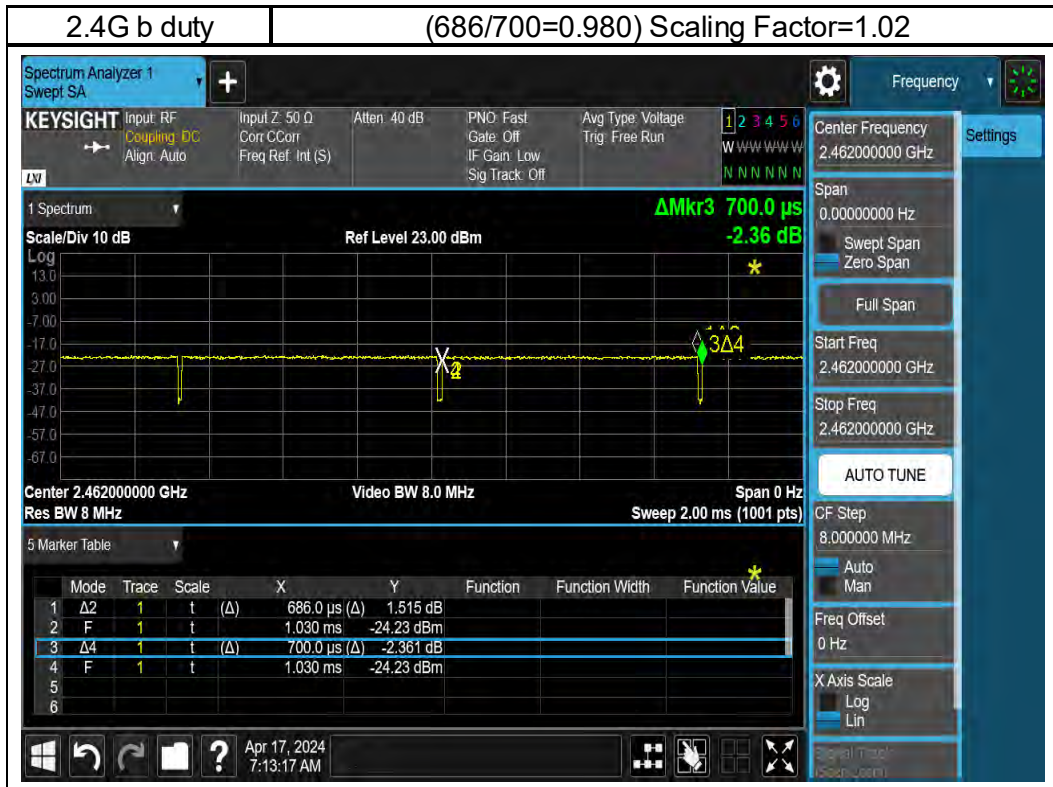 2.4G b duty (686/700=0.980) Scaling Factor=1.02
Spectrum Analyzer 1
Swept SA
+
Frequency
KEYSIGHT Input: RF Input Z: 50 Ω Atten: 40 dB PNO: Fast Avg Type: Voltage 1 2 3 4 5 6
Coupling: DC Corr CCorr Gate: Off Trig: Free Run W W W W W W
Align: Auto Freq Ref: Int (S) IF Gain: Low
Sig Track: Off N N N N N N
LXI
Center Frequency
2.462000000 GHz
Settings
Span
0.00000000 Hz
Swept Span
Zero Span
Full Span
Start Freq
2.462000000 GHz
Stop Freq
2.462000000 GHz
AUTO TUNE
CF Step
8.000000 MHz
Auto
Man
Freq Offset
0 Hz
X Axis Scale
Log
Lin
1 Spectrum
ΔMkr3 700.0 µs
Scale/Div 10 dB Ref Level 23.00 dBm -2.36 dB
Log
13.0
3.00
-7.00
-17.0
3Δ4
-27.0
-37.0
-47.0
-57.0
-67.0
Center 2.462000000 GHz Video BW 8.0 MHz Span 0 Hz
Res BW 8 MHz Sweep 2.00 ms (1001 pts)
5 Marker Table
Mode Trace Scale X Y Function Function Width Function Value
1 Δ2 1 t (Δ) 686.0 µs (Δ) 1.515 dB
2 F 1 t 1.030 ms -24.23 dBm
3 Δ4 1 t (Δ) 700.0 µs (Δ) -2.361 dB
4 F 1 t 1.030 ms -24.23 dBm
5
6
? Apr 17, 2024
7:13:17 AM